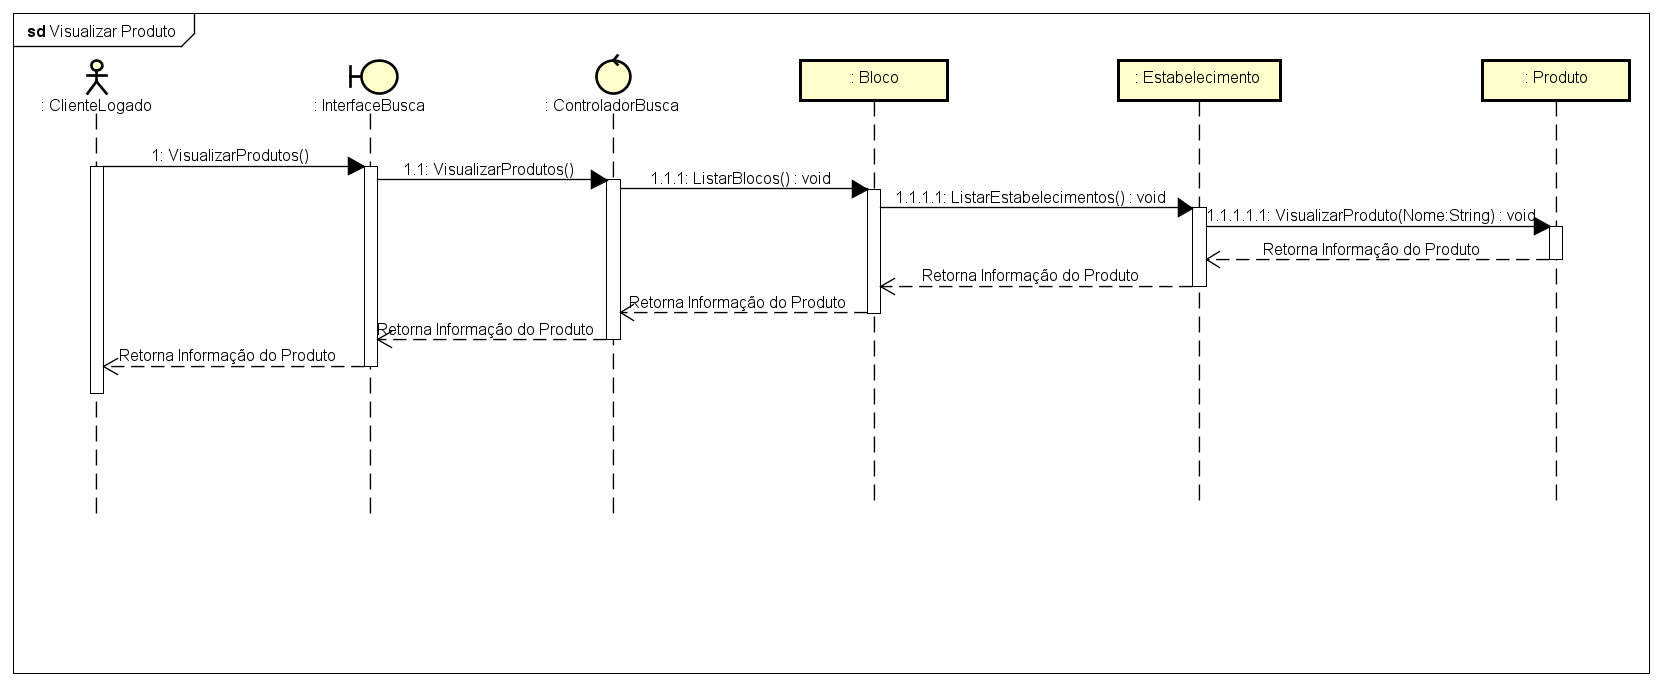 sd Visualizar Produto
: ClienteLogado
: InterfaceBusca
: ControladorBusca
: Bloco
: Estabelecimento
: Produto
1: VisualizarProdutos()
1.1: VisualizarProdutos()
1.1.1: ListarBlocos() : void
1.1.1.1: ListarEstabelecimentos() : void
1.1.1.1.1: VisualizarProduto(Nome:String) : void
Retorna Informação do Produto
Retorna Informação do Produto
Retorna Informação do Produto
Retorna Informação do Produto
Retorna Informação do Produto